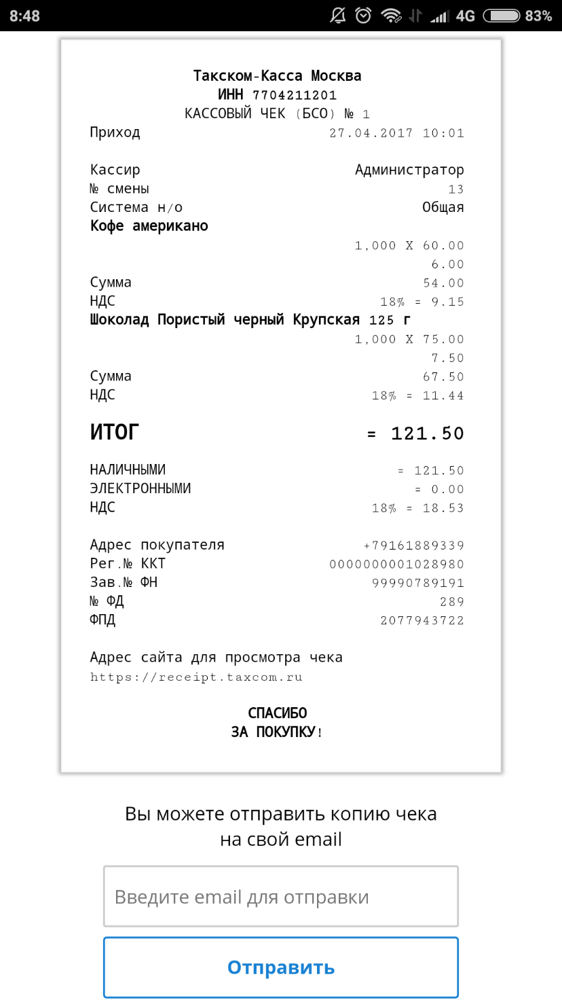 8:48 4G 83%
Такском-Касса Москва
ИНН 7704211201
КАССОВЫЙ ЧЕК (БСО) № 1
Приход 27.04.2017 10:01
Кассир Администратор
№ смены 13
Система н/о Общая
Кофе американо
1,000 X 60.00
6.00
Сумма 54.00
НДС 18% = 9.15
Шоколад Пористый черный Крупская 125 г
1,000 X 75.00
7.50
Сумма 67.50
НДС 18% = 11.44
ИТОГ = 121.50
НАЛИЧНЫМИ = 121.50
ЭЛЕКТРОННЫМИ = 0.00
НДС 18% = 18.53
Адрес покупателя +79161889339
Рег.№ ККТ 0000000001028980
Зав.№ ФН 99990789191
№ ФД 289
ФПД 2077943722
Адрес сайта для просмотра чека
https://receipt.taxcom.ru
СПАСИБО
ЗА ПОКУПКУ!
Вы можете отправить копию чека
на свой email
Введите email для отправки
Отправить